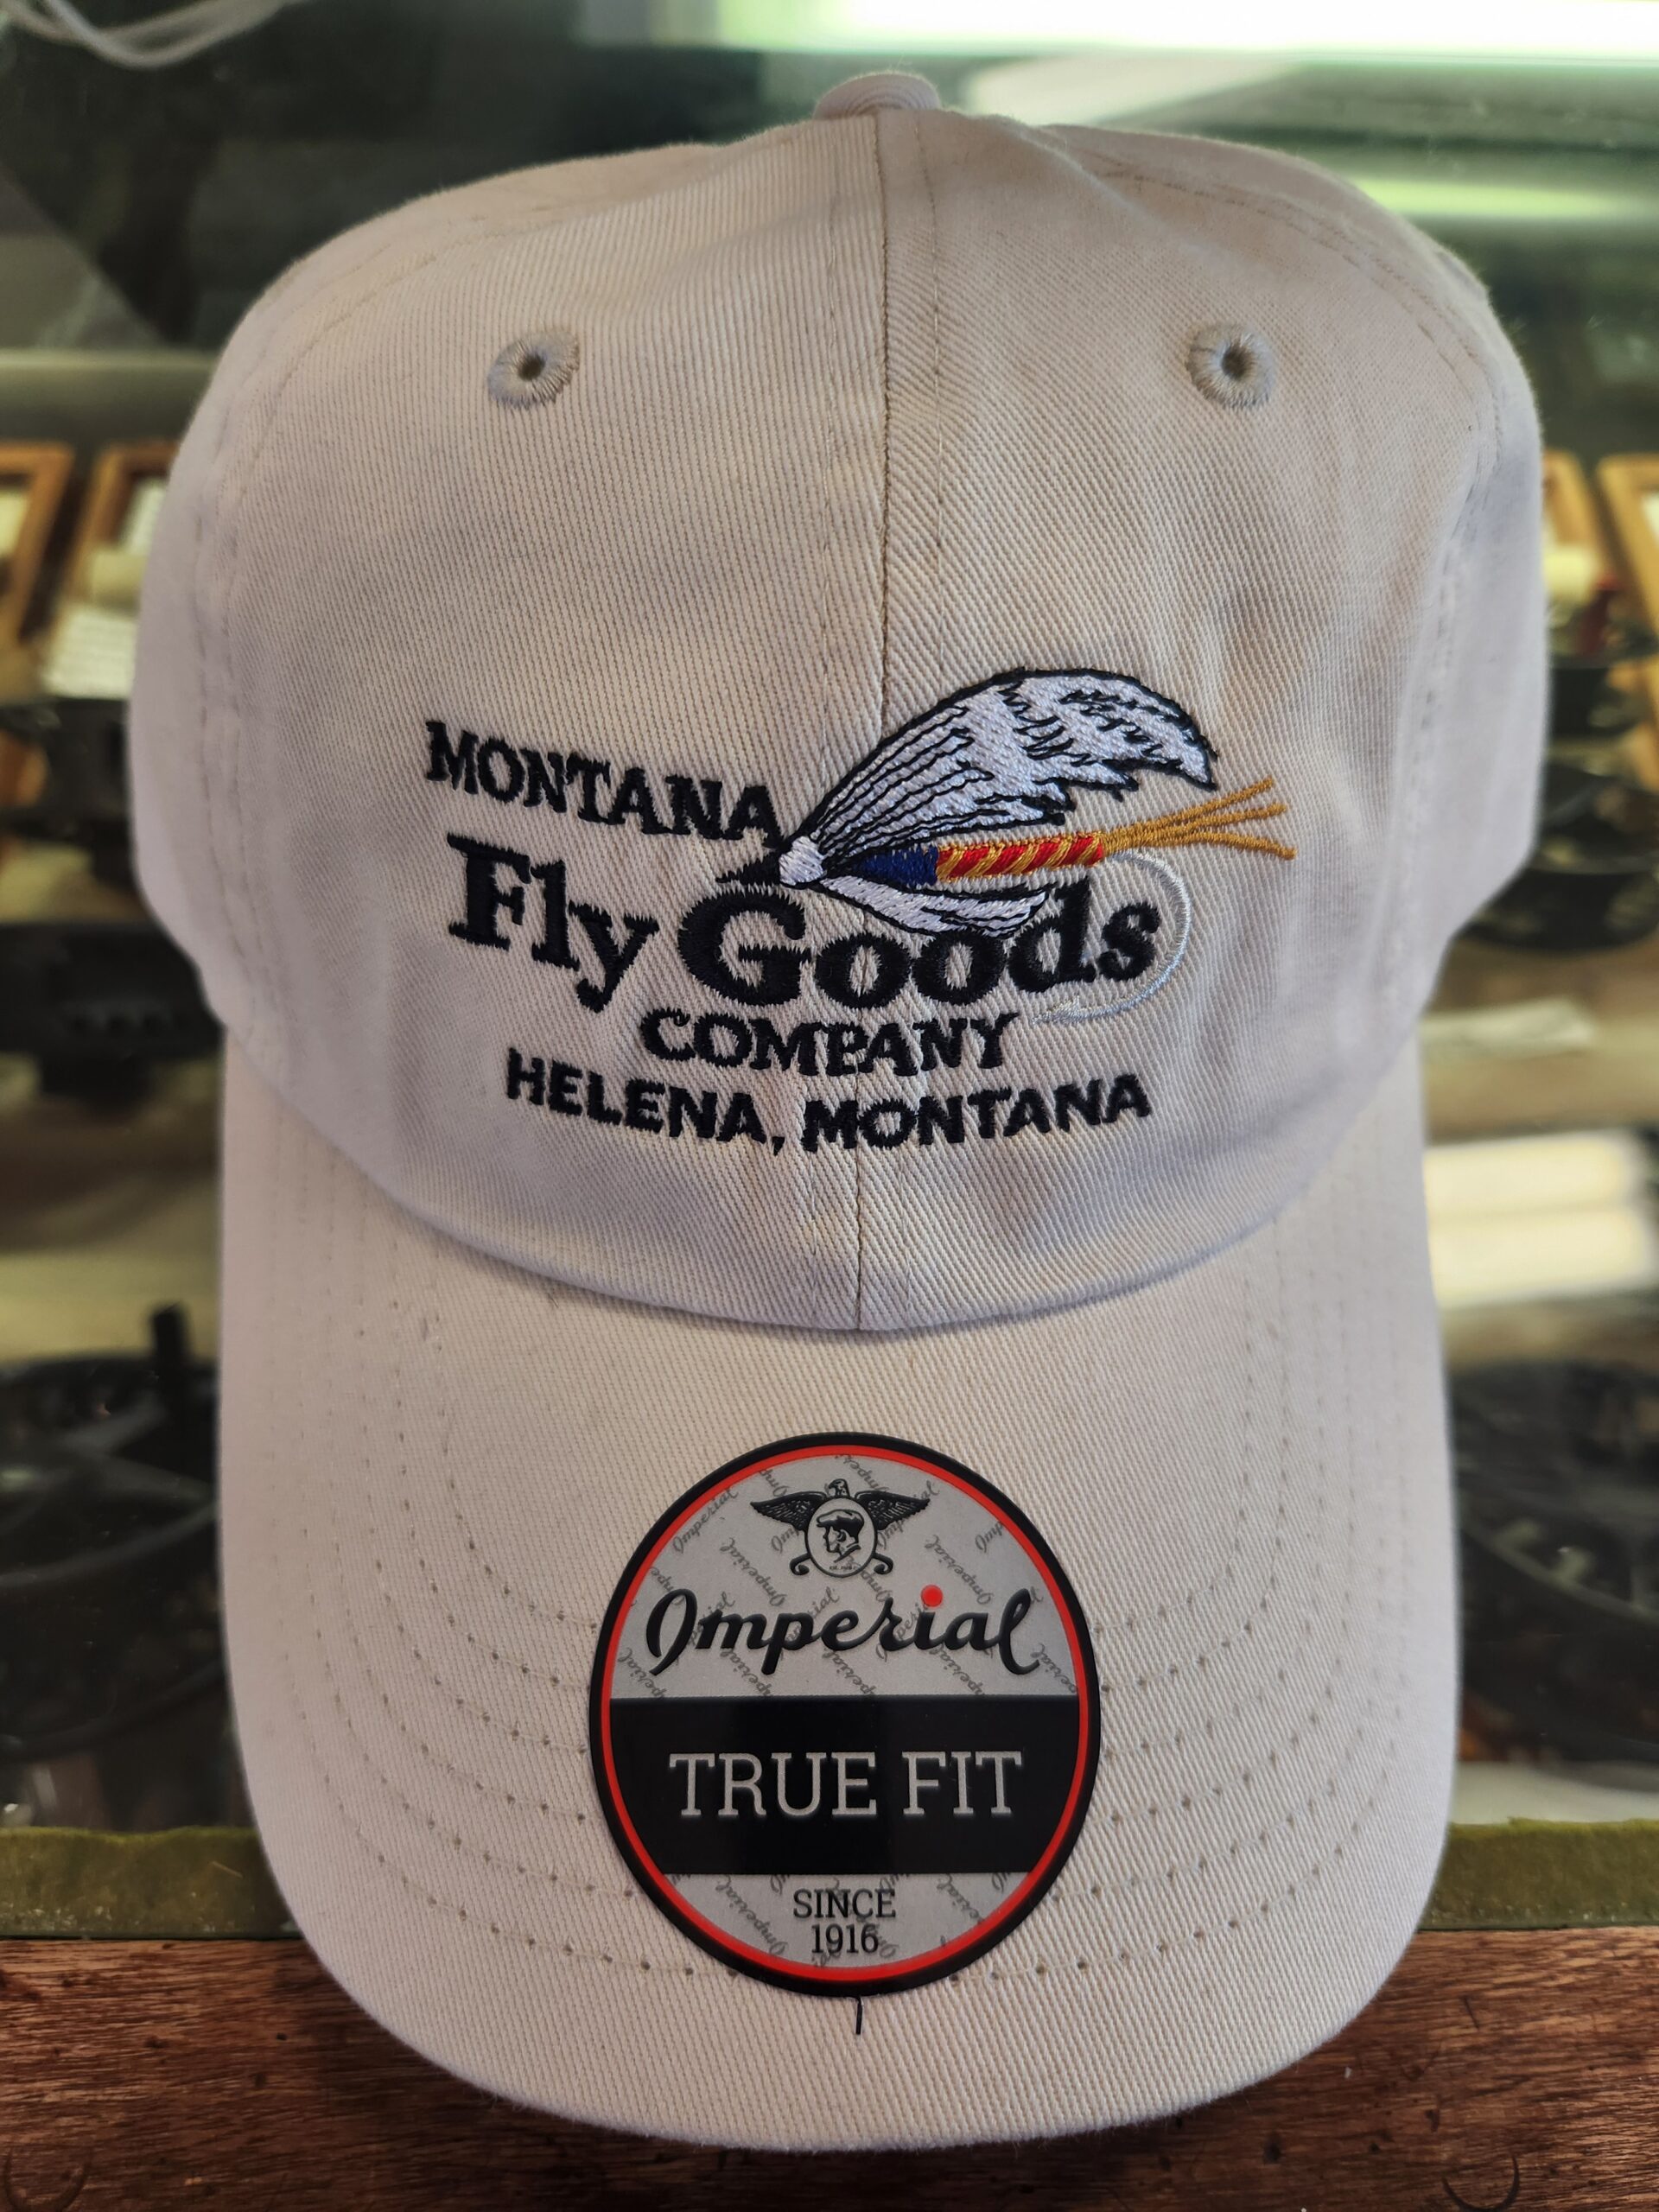 MONTANA
Fly Goods
COMPANY
HELENA, MONTANA
Imperial
TRUE FIT
SINCE
1916